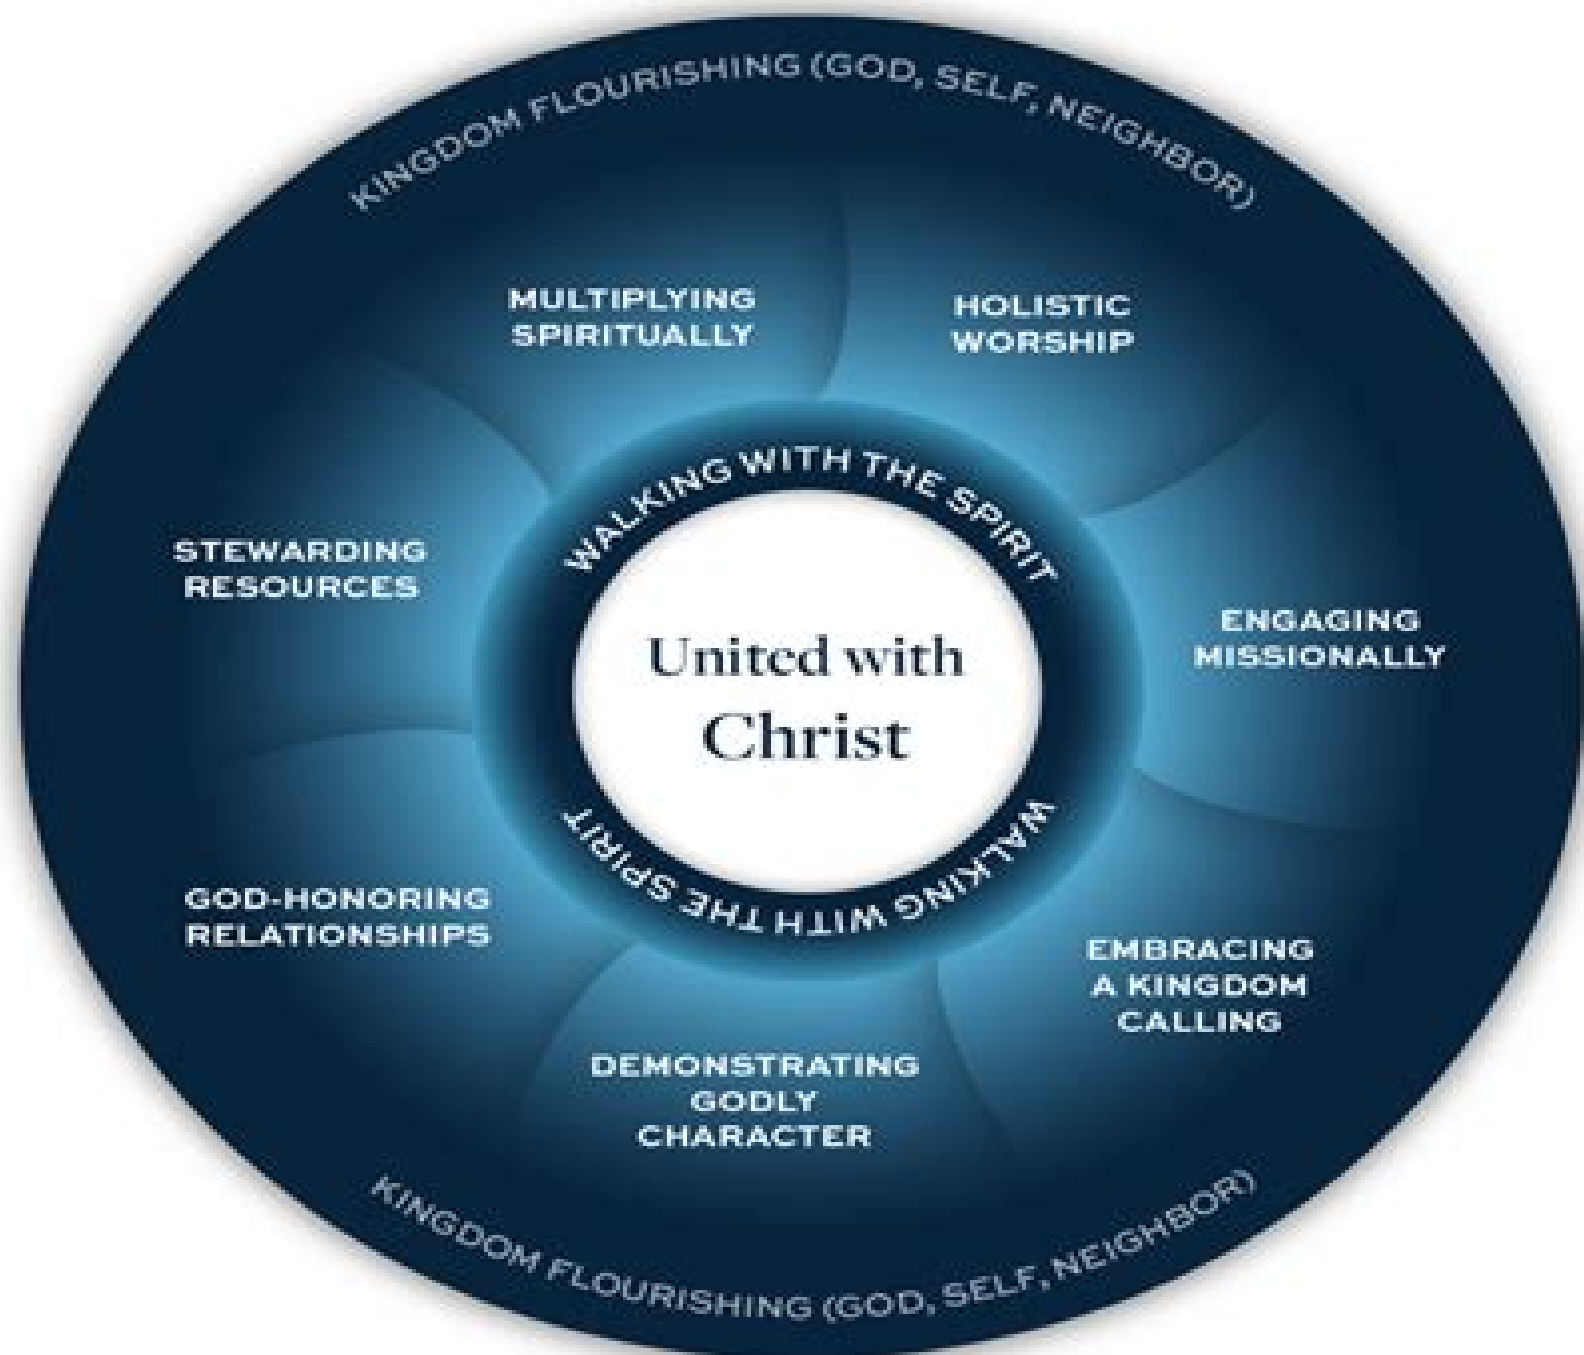 KINGDOM FLOURISHING (GOD, SELF, NEIGHBOR)
MULTIPLYING
SPIRITUALLY
HOLISTIC
WORSHIP
WALKING WITH THE SPIRIT
STEWARDING
RESOURCES
United with
Christ
ENGAGING
MISSIONALLY
WALKING WITH THE SPIRIT
GOD-HONORING
RELATIONSHIPS
EMBRACING
A KINGDOM
CALLING
DEMONSTRATING
GODLY
CHARACTER
KINGDOM FLOURISHING (GOD, SELF, NEIGHBOR)